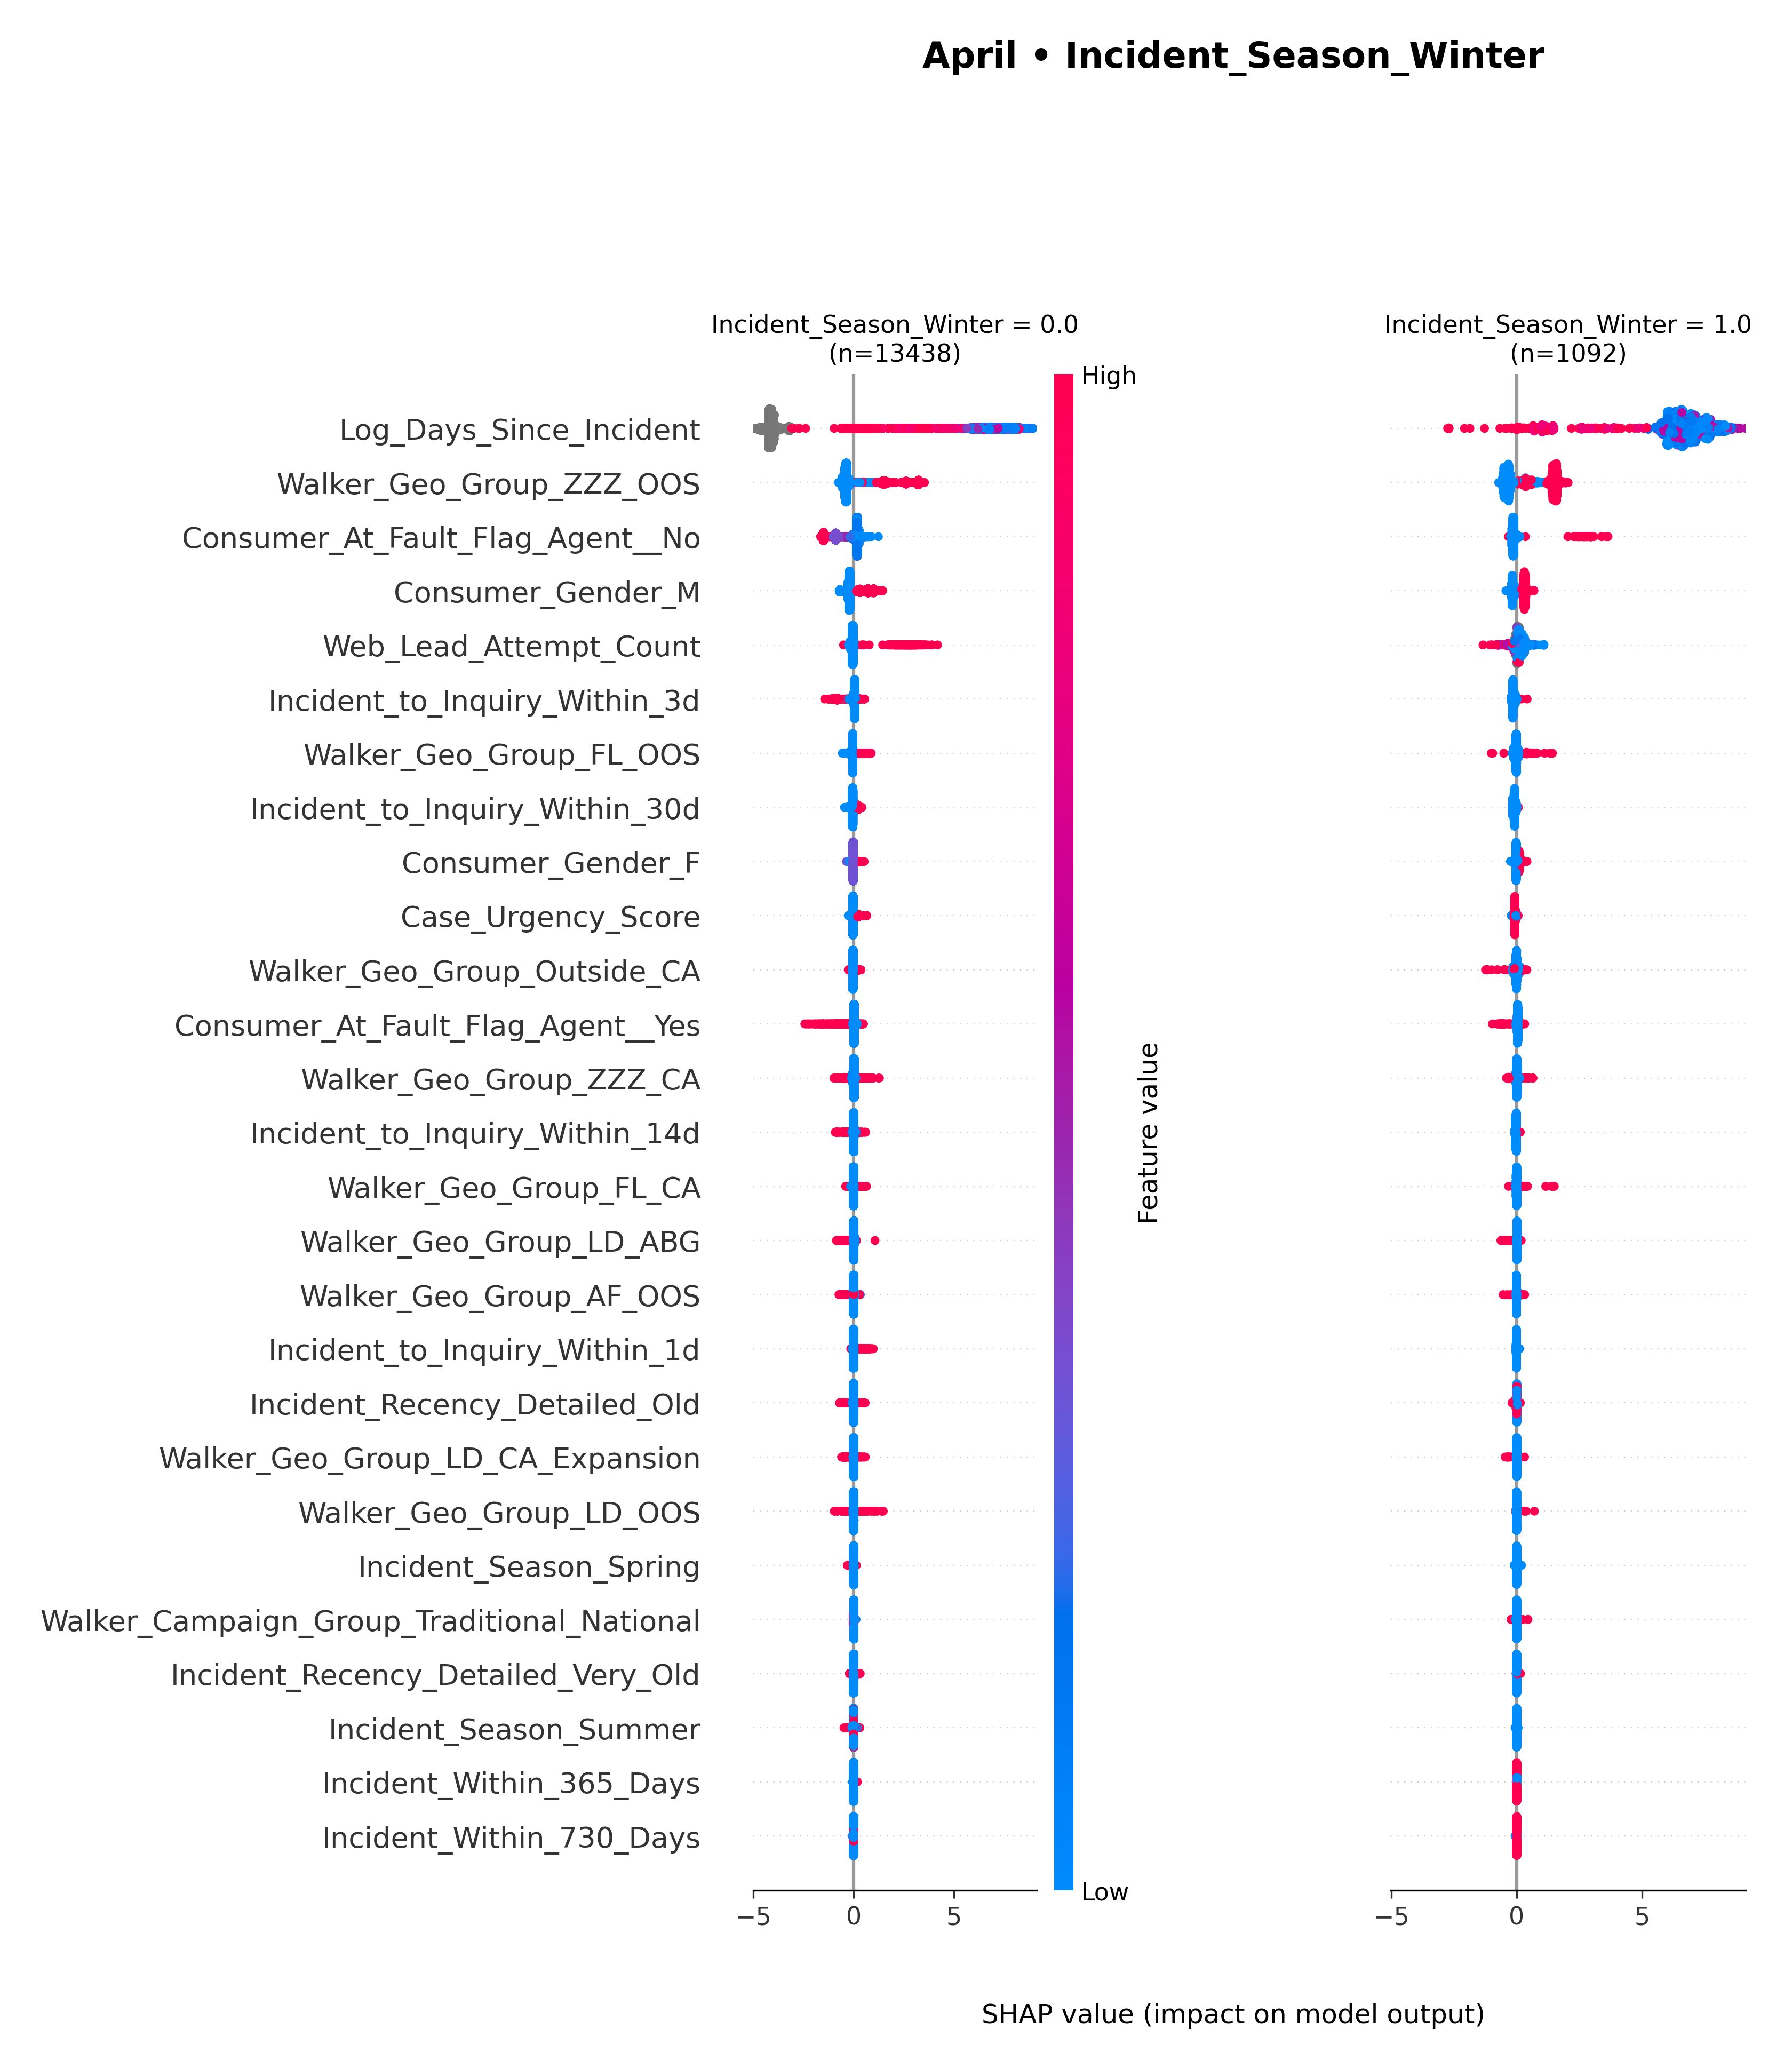 April • Incident_Season_Winter
Incident_Season_Winter = 0.0
(n=13438)
Incident_Season_Winter = 1.0
(n=1092)
High
Log_Days_Since_Incident
Walker_Geo_Group_ZZZ_OOS
Consumer_At_Fault_Flag_Agent__No
Consumer_Gender_M
Web_Lead_Attempt_Count
Incident_to_Inquiry_Within_3d
Walker_Geo_Group_FL_OOS
Incident_to_Inquiry_Within_30d
Consumer_Gender_F
Case_Urgency_Score
Walker_Geo_Group_Outside_CA
Consumer_At_Fault_Flag_Agent__Yes
Walker_Geo_Group_ZZZ_CA
Incident_to_Inquiry_Within_14d
Walker_Geo_Group_FL_CA
Walker_Geo_Group_LD_ABG
Walker_Geo_Group_AF_OOS
Incident_to_Inquiry_Within_1d
Incident_Recency_Detailed_Old
Walker_Geo_Group_LD_CA_Expansion
Walker_Geo_Group_LD_OOS
Incident_Season_Spring
Walker_Campaign_Group_Traditional_National
Incident_Recency_Detailed_Very_Old
Incident_Season_Summer
Incident_Within_365_Days
Incident_Within_730_Days
Feature value
Low
−5 0 5
−5 0 5
SHAP value (impact on model output)